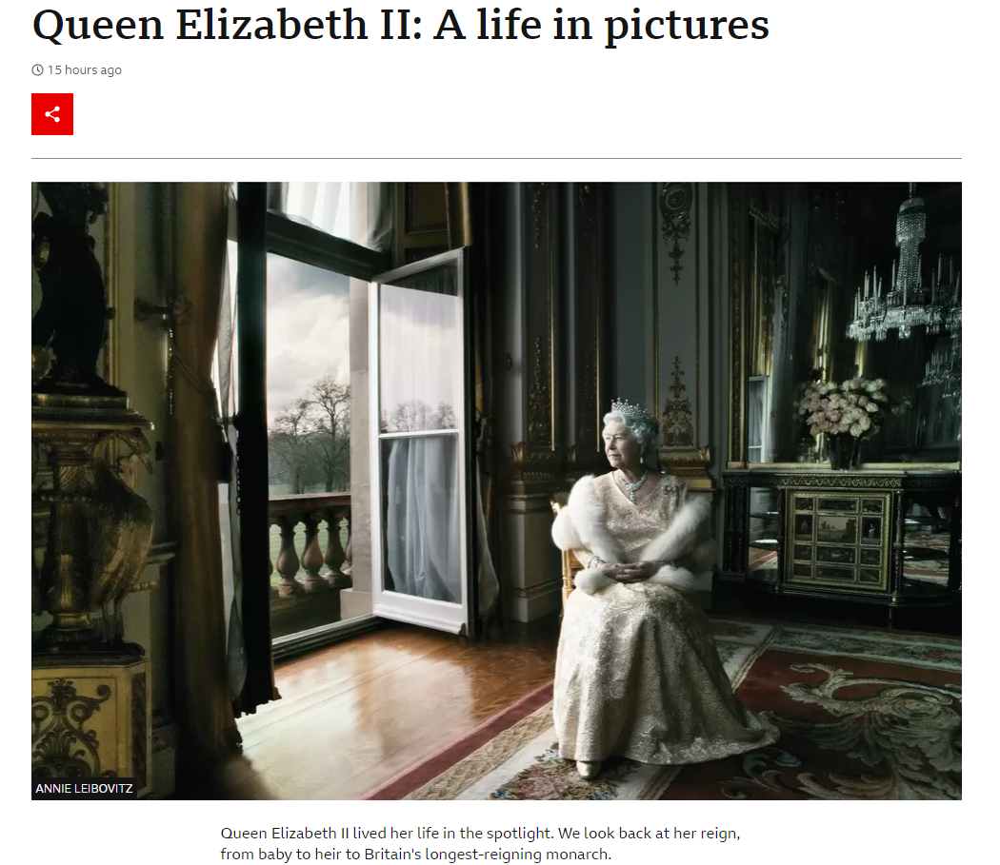 Queen Elizabeth II: A life in pictures
15 hours ago
ANNIE LEIBOVITZ
Queen Elizabeth II lived her life in the spotlight. We look back at her reign,
from baby to heir to Britain's longest-reigning monarch.